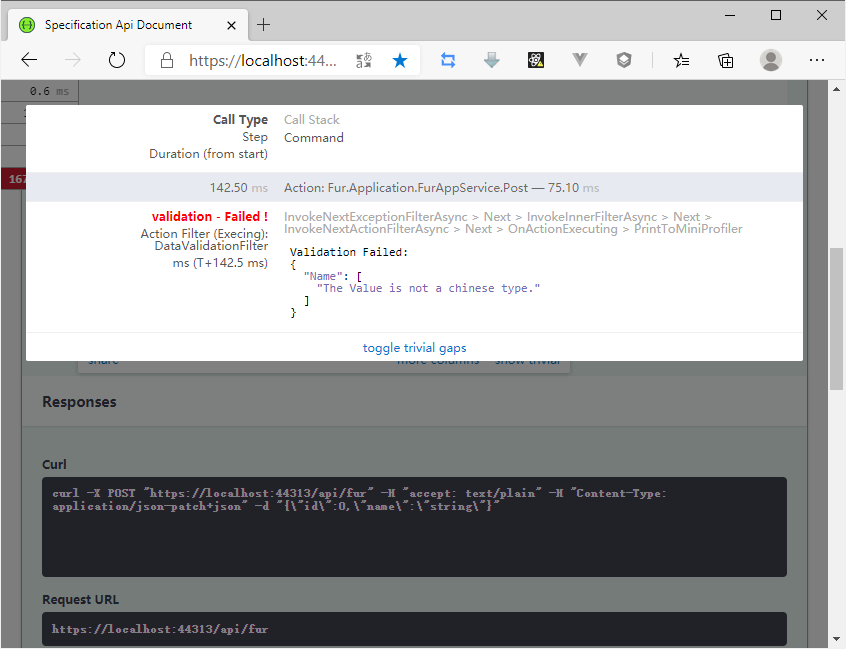 Specification Api Document
https://localhost:44...
0.6 ms
167
Call Type Call Stack
Step Command
Duration (from start)
142.50 ms Action: Fur.Application.FurAppService.Post — 75.10 ms
validation - Failed ! InvokeNextExceptionFilterAsync > Next > InvokeInnerFilterAsync > Next >
Action Filter (Execing): InvokeNextActionFilterAsync > Next > OnActionExecuting > PrintToMiniProfiler
DataValidationFilter
ms (T+142.5 ms)
Validation Failed:
{
"Name": [
"The Value is not a chinese type."
]
}
toggle trivial gaps
share more columns show trivial
Responses
Curl
curl -X POST "https://localhost:44313/api/fur" -H "accept: text/plain" -H "Content-Type:
application/json-patch+json" -d "{\"id\":0,\"name\":\"string\"}"
Request URL
https://localhost:44313/api/fur